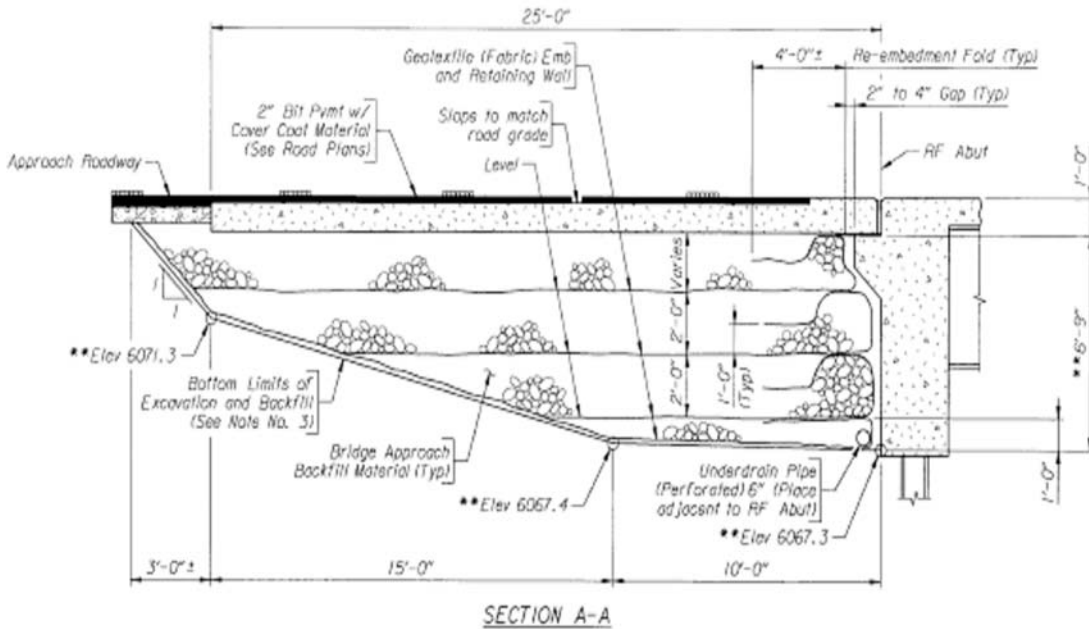 25'-0"
Geotextile (Fabric) Emb
and Retaining Wall
4'-0"±
Re-embedment Fold (Typ)
2" to 4" Gap (Typ)
2" Bit Pvmt w/
Cover Coat Material
(See Road Plans)
Slope to match
road grade
Level
RF Abut
Approach Roadway
1'-0"
Varies
2'-0"
2'-0"
1'-0"
(Typ)
1
1
**6'-9"
1'-0"
**Elev 6071.3
Bottom Limits of
Excavation and Backfill
(See Note No. 3)
Bridge Approach
Backfill Material (Typ)
**Elev 6067.4
Underdrain Pipe
(Perforated) 6" (Place
adjacent to RF Abut)
**Elev 6067.3
3'-0"±
15'-0"
10'-0"
SECTION A-A